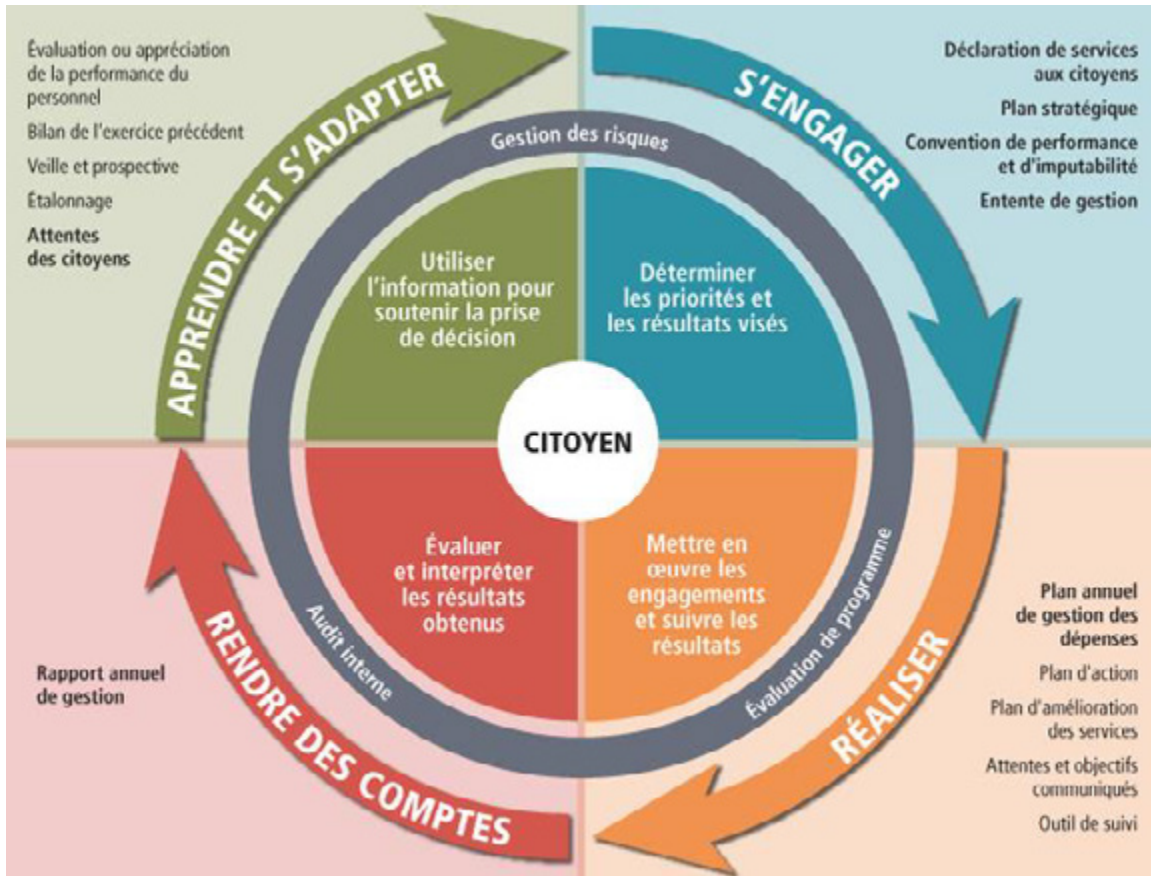 Évaluation ou appréciation
de la performance du
personnel
Bilan de l'exercice précédent
Veille et prospective
Étalonnage
Attentes
des citoyens
APPRENDRE ET S'ADAPTER
S'ENGAGER
Déclaration de services
aux citoyens
Plan stratégique
Convention de performance
et d'imputabilité
Entente de gestion
Gestion des risques
Utiliser
l'information pour
soutenir la prise
de décision
Déterminer
les priorités et
les résultats visés
CITOYEN
Évaluer
et interpréter
les résultats
obtenus
Mettre en
œuvre les
engagements
et suivre les
résultats
Audit interne
Évaluation de programme
RENDRE DES COMPTES
RÉALISER
Rapport annuel
de gestion
Plan annuel
de gestion des
dépenses
Plan d'action
Plan d'amélioration
des services
Attentes et objectifs
communiqués
Outil de suivi